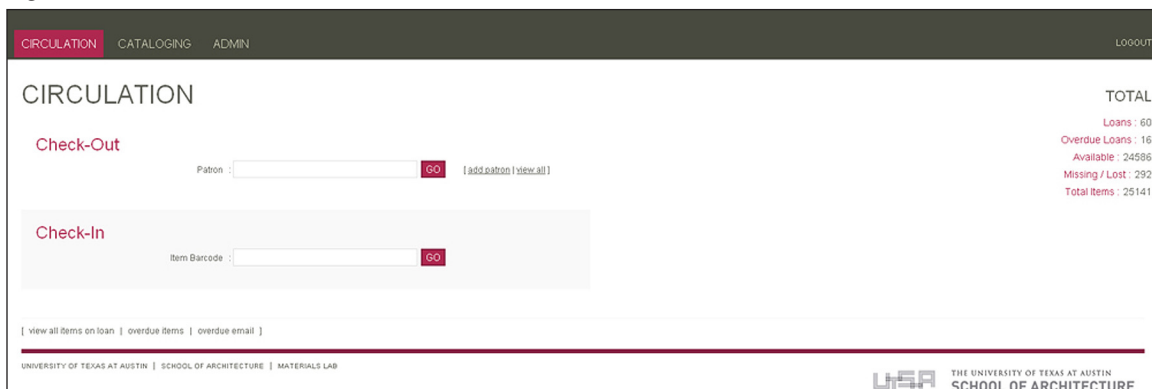 CIRCULATION CATALOGING ADMIN LOGOUT
CIRCULATION
TOTAL
Loans : 60
Overdue Loans : 16
Available : 24586
Missing / Lost : 292
Total Items : 25141
Check-Out
Patron : GO [ add patron | view all ]
Check-In
Item Barcode : GO
[ view all items on loan | overdue items | overdue email ]
UNIVERSITY OF TEXAS AT AUSTIN | SCHOOL OF ARCHITECTURE | MATERIALS LAB
UTSA THE UNIVERSITY OF TEXAS AT AUSTIN
SCHOOL OF ARCHITECTURE